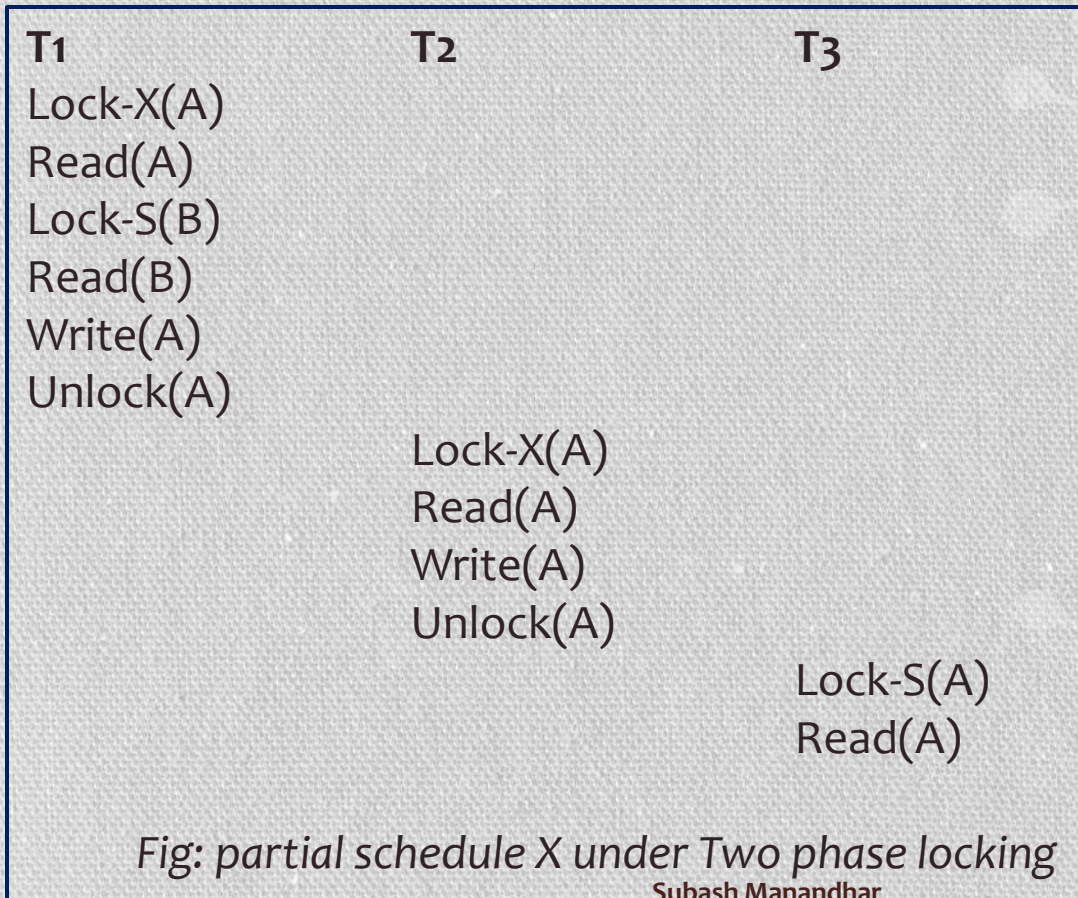 T1 T2 T3
Lock-X(A)
Read(A)
Lock-S(B)
Read(B)
Write(A)
Unlock(A)
Lock-X(A)
Read(A)
Write(A)
Unlock(A)
Lock-S(A)
Read(A)
Fig: partial schedule X under Two phase locking
Subash Manandhar